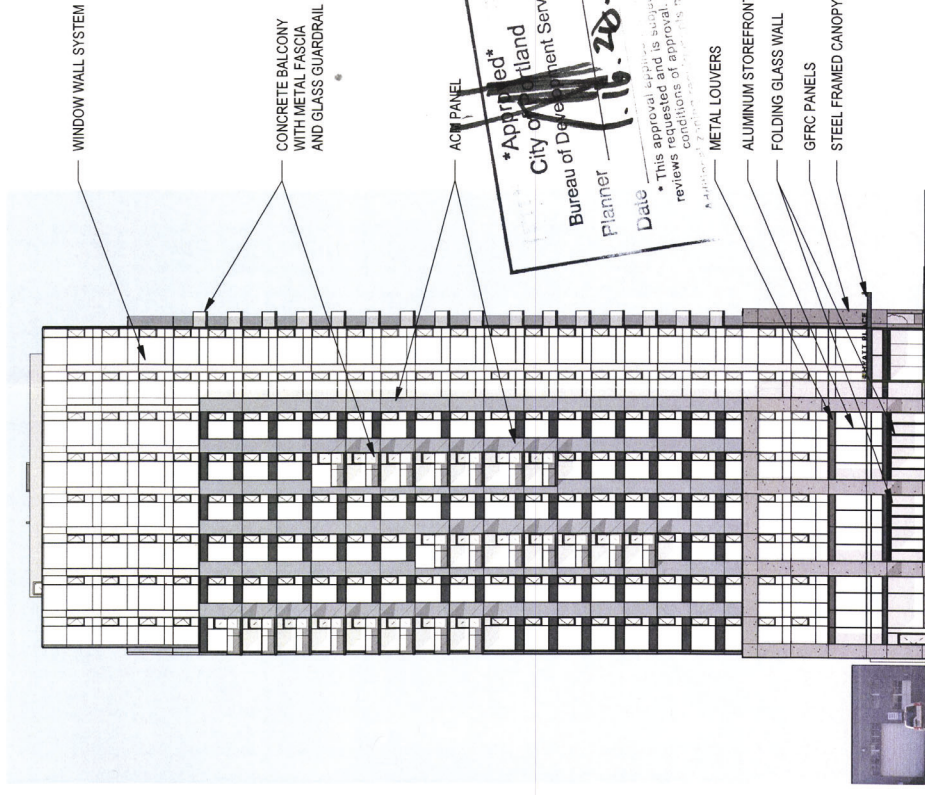 WINDOW WALL SYSTEM
CONCRETE BALCONY
WITH METAL FASCIA
AND GLASS GUARDRAIL
ACM PANEL
*Approved*
City of Portland
Bureau of Development Serv
Planner
Date
* This approval applies
reviews requested and is subject
conditions of approval.
METAL LOUVERS
ALUMINUM STOREFRONT
FOLDING GLASS WALL
GFRC PANELS
STEEL FRAMED CANOPY
HYATT PLACE